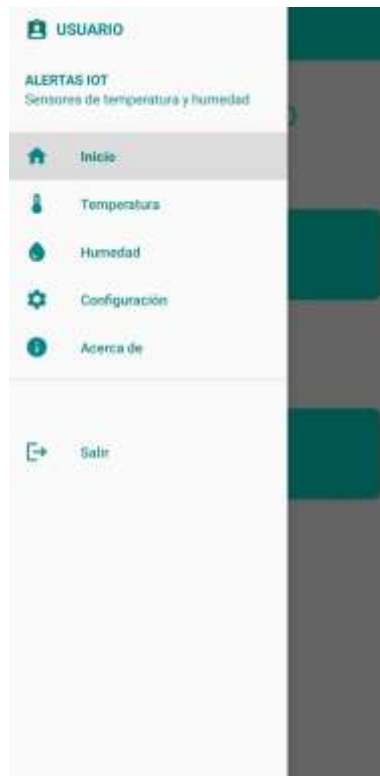 USUARIO
ALERTAS IOT
Sensores de temperatura y humedad
Inicio
Temperatura
Humedad
Configuración
Acerca de
Salir